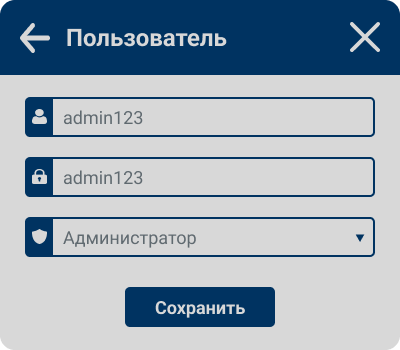 Пользователь
admin123
admin123
Администратор
Сохранить